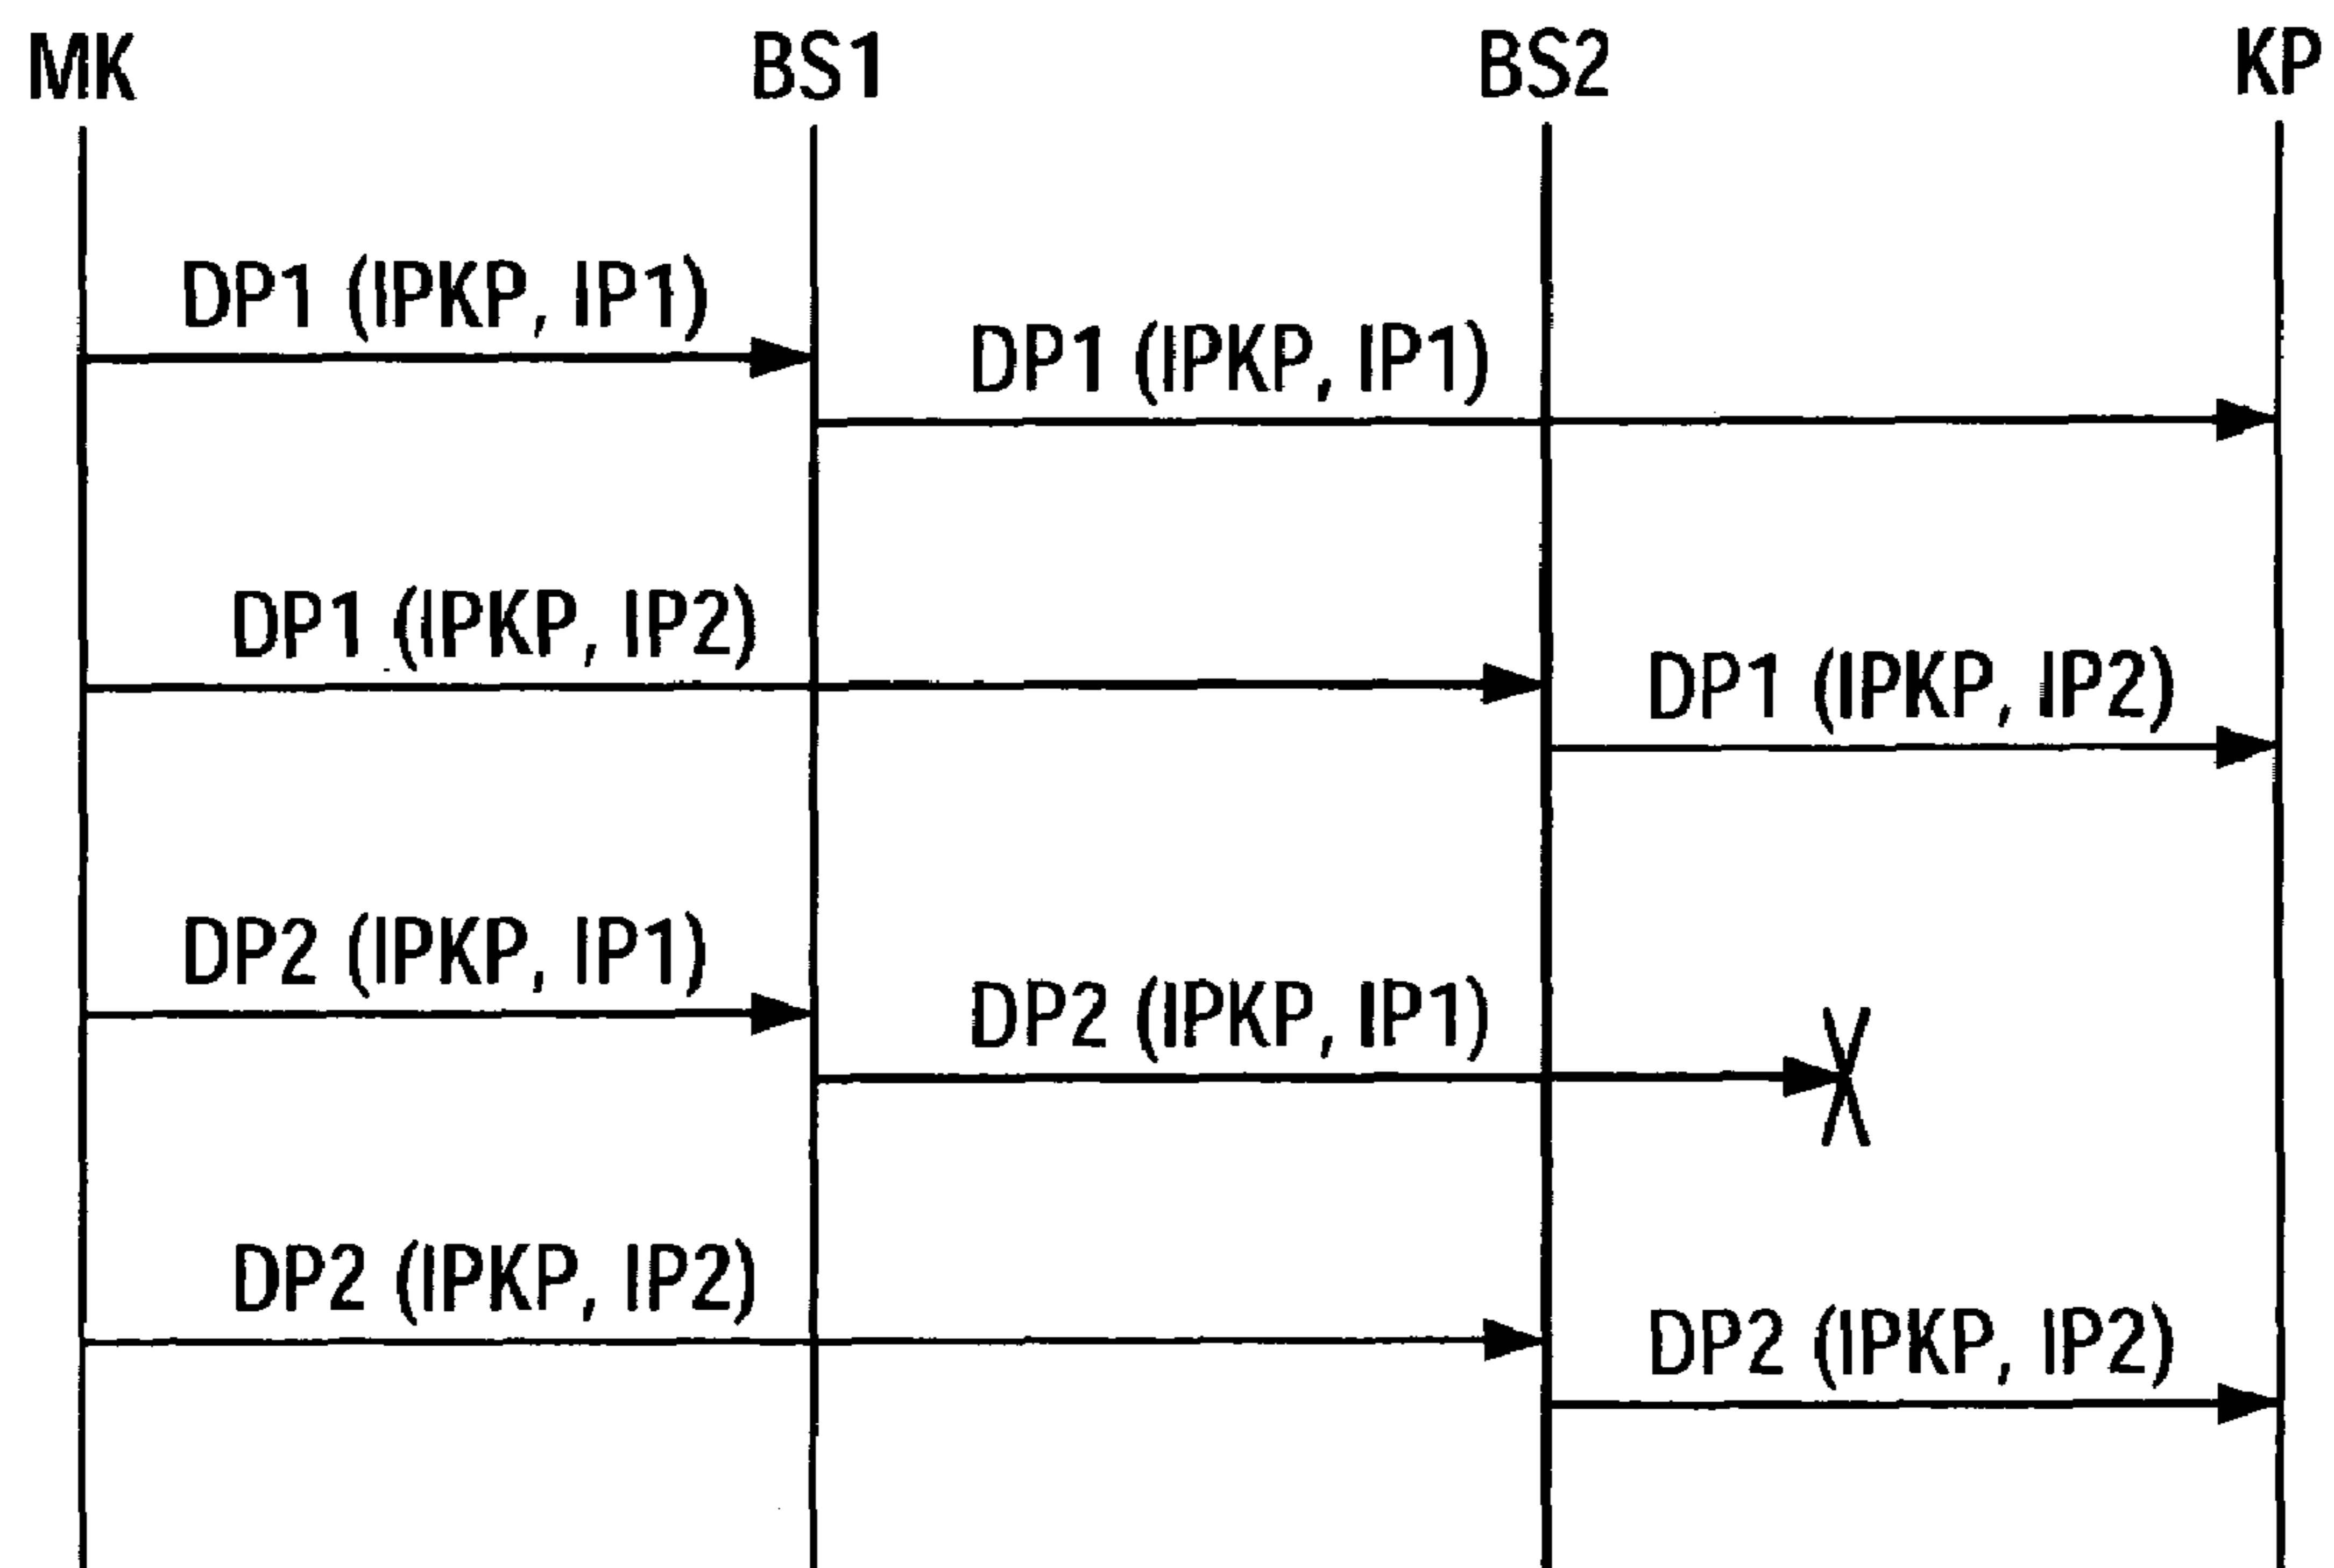 MK BS1 BS2 KP
DP1 (IPKP, IP1)
DP1 (IPKP, IP1)
DP1 (IPKP, IP2)
DP1 (IPKP, IP2)
DP2 (IPKP, IP1)
DP2 (IPKP, IP1)
DP2 (IPKP, IP2)
DP2 (IPKP, IP2)